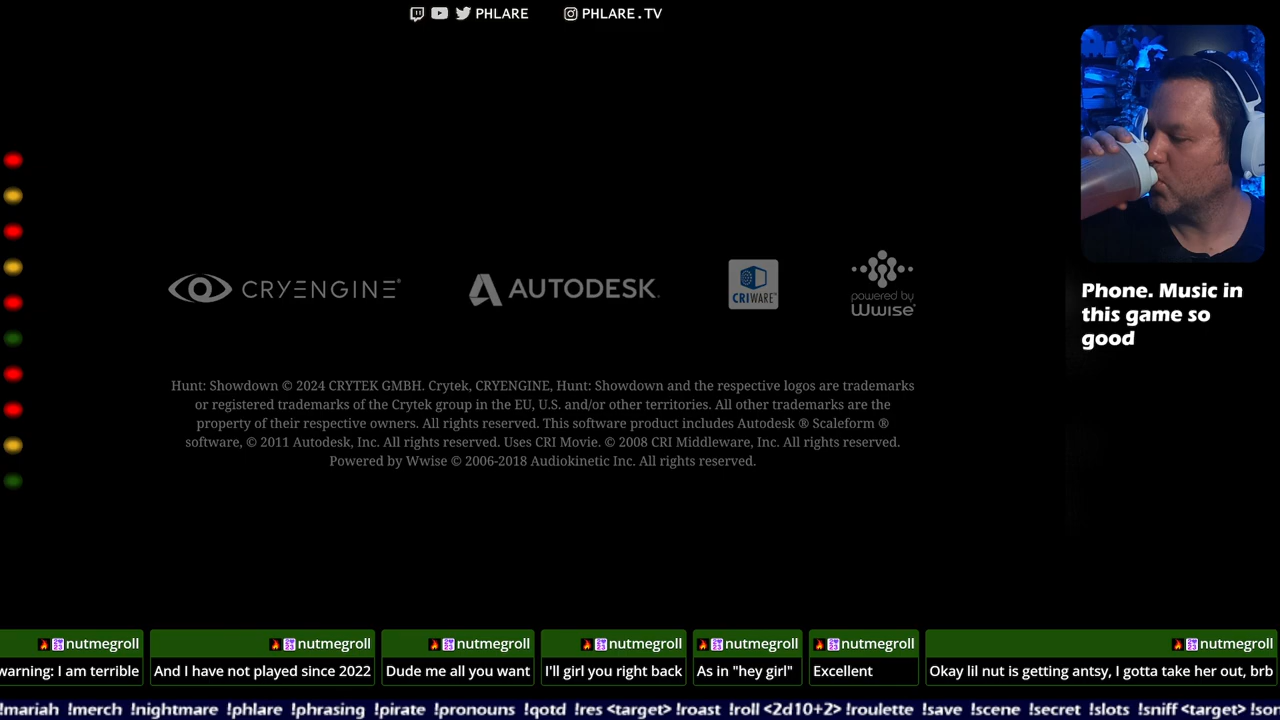 PHLARE PHLARE.TV
Phone. Music in
this game so
good
CRYENGINE®
AUTODESK.
CRIWARE™
powered by
Wwise®
Hunt: Showdown © 2024 CRYTEK GMBH. Crytek, CRYENGINE, Hunt: Showdown and the respective logos are trademarks
or registered trademarks of the Crytek group in the EU, U.S. and/or other territories. All other trademarks are the
property of their respective owners. All rights reserved. This software product includes Autodesk ® Scaleform ®
software, © 2011 Autodesk, Inc. All rights reserved. Uses CRI Movie. © 2008 CRI Middleware, Inc. All rights reserved.
Powered by Wwise © 2006-2018 Audiokinetic Inc. All rights reserved.
nutmegroll nutmegroll nutmegroll nutmegroll nutmegroll nutmegroll nutmegroll
warning: I am terrible And I have not played since 2022 Dude me all you want I'll girl you right back As in "hey girl" Excellent Okay lil nut is getting antsy, I gotta take her out, brb
!mariah !merch !nightmare !phlare !phrasing !pirate !pronouns !qotd !res <target> !roast !roll <2d10+2> !roulette !save !scene !secret !slots !sniff <target>